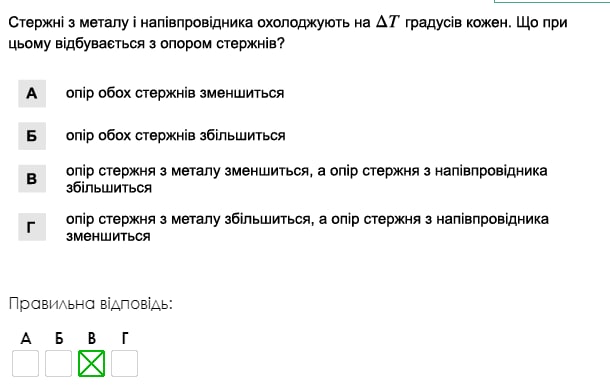 Стержні з металу і напівпровідника охолоджують на ΔT градусів кожен. Що при
цьому відбувається з опором стержнів?
А опір обох стержнів зменшиться
Б опір обох стержнів збільшиться
В опір стержня з металу зменшиться, а опір стержня з напівпровідника
збільшиться
Г опір стержня з металу збільшиться, а опір стержня з напівпровідника
зменшиться
Правильна відповідь:
А Б В Г